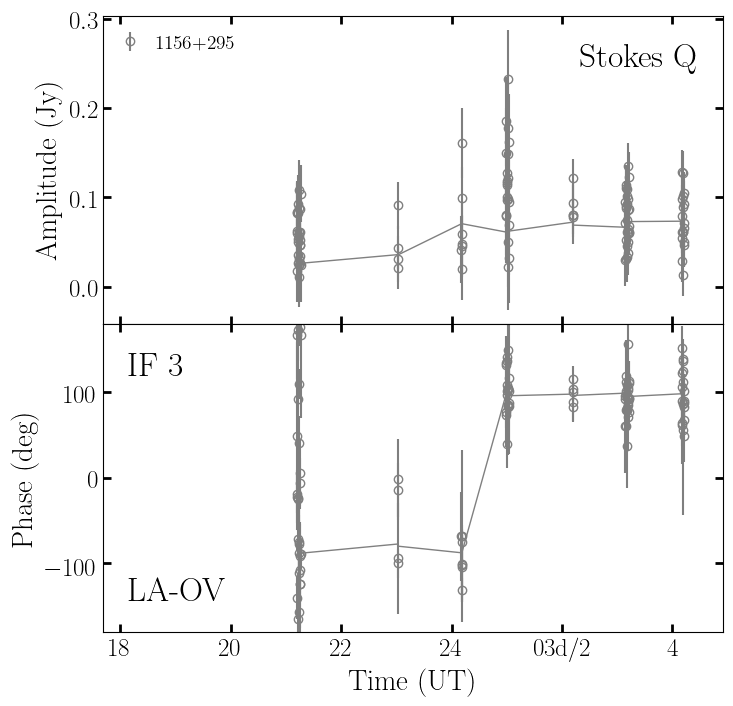 0.3
1156+295
Stokes Q
0.2
0.1
0.0
Amplitude (Jy)
IF 3
100
0
−100
Phase (deg)
LA-OV
18 20 22 24 03d/2 4
Time (UT)